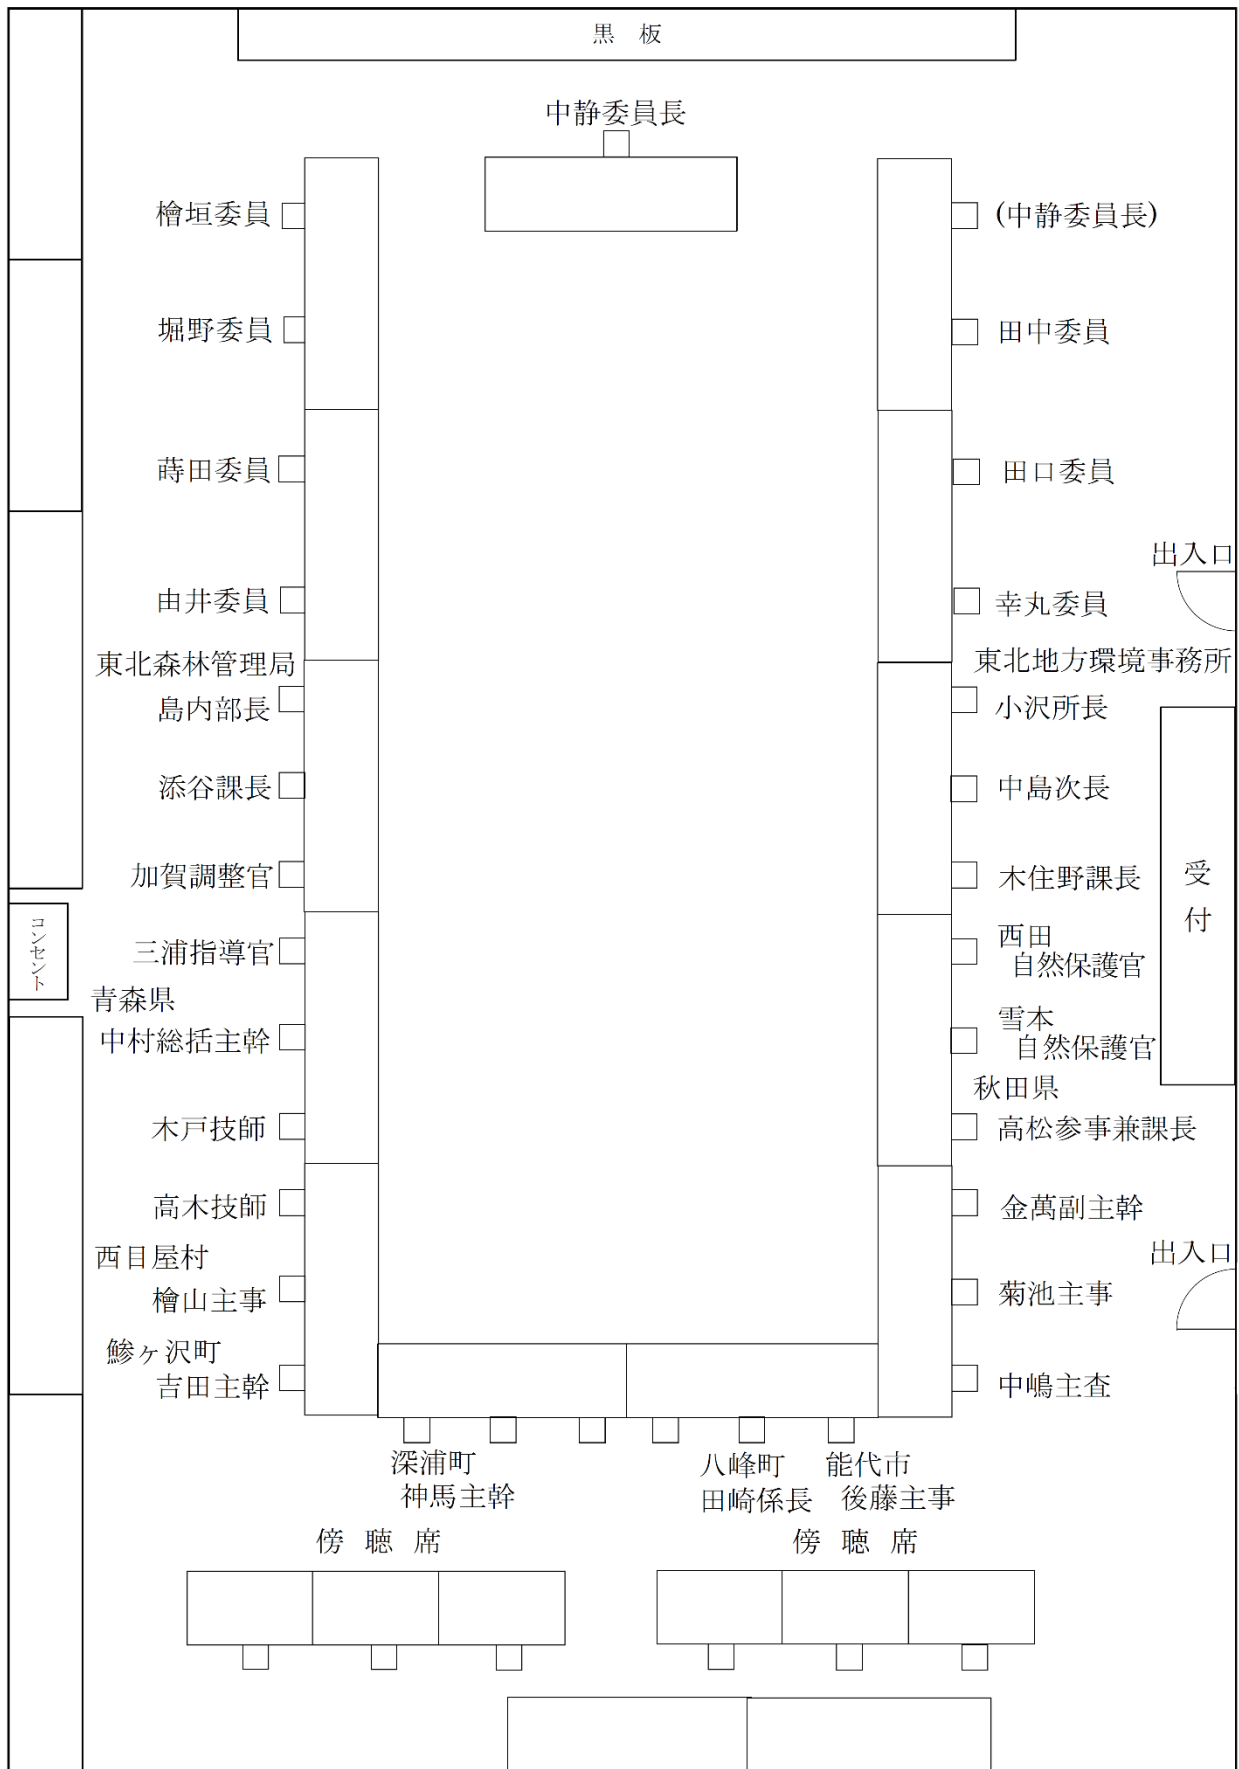 黒 板
中静委員長
檜垣委員
(中静委員長)
堀野委員
田中委員
蒔田委員
田口委員
出入口
由井委員
幸丸委員
東北森林管理局
東北地方環境事務所
島内部長
小沢所長
添谷課長
中島次長
加賀調整官
木住野課長
受付
コンセント
三浦指導官
西田
自然保護官
青森県
中村総括主幹
雪本
自然保護官
秋田県
木戸技師
高松参事兼課長
高木技師
金萬副主幹
西目屋村
檜山主事
出入口
菊池主事
鰺ヶ沢町
吉田主幹
中嶋主査
深浦町
神馬主幹
八峰町
田崎係長
能代市
後藤主事
傍 聴 席
傍 聴 席